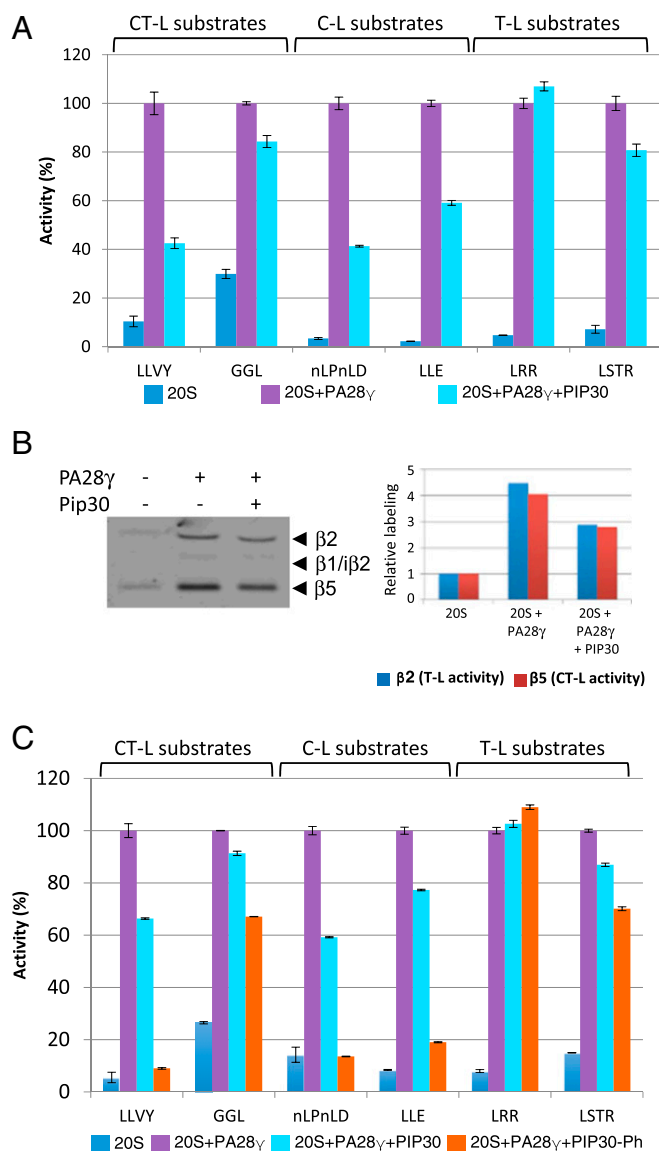 A
CT-L substrates C-L substrates T-L substrates
Activity (%)
120
100
80
60
40
20
0
LLVY GGL nLPnLD LLE LRR LSTR
20S 20S+PA28γ 20S+PA28γ+PIP30
B
PA28γ - + +
Pip30 - - +
β2
β1/iβ2
β5
Relative labeling
5
4
3
2
1
0
20S 20S + PA28γ 20S + PA28γ + PIP30
β2 (T-L activity) β5 (CT-L activity)
C
CT-L substrates C-L substrates T-L substrates
Activity (%)
120
100
80
60
40
20
0
LLVY GGL nLPnLD LLE LRR LSTR
20S 20S+PA28γ 20S+PA28γ+PIP30 20S+PA28γ+PIP30-Ph